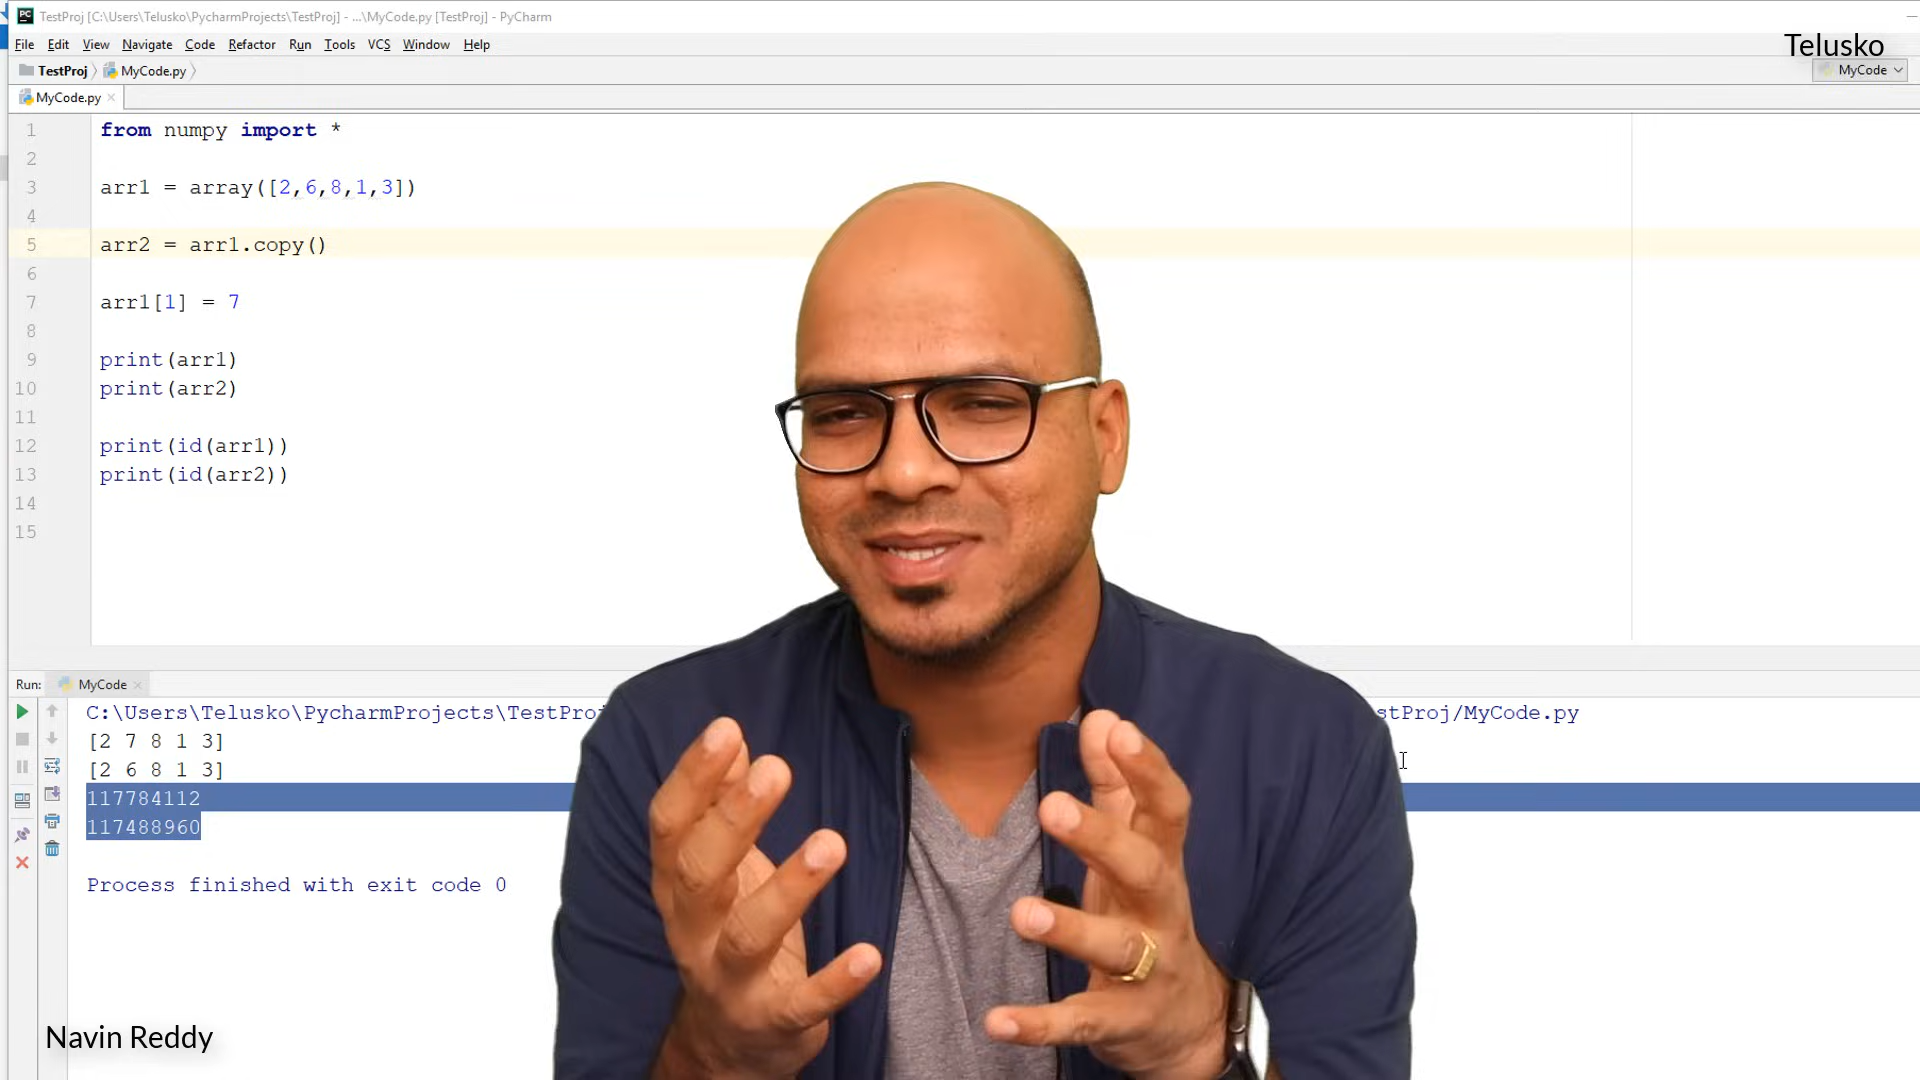 TestProj [C:\Users\Telusko\PycharmProjects\TestProj] - ...\MyCode.py [TestProj] - PyCharm
File Edit View Navigate Code Refactor Run Tools VCS Window Help
Telusko
TestProj MyCode.py
MyCode
MyCode.py
1 from numpy import *
2
3 arr1 = array([2,6,8,1,3])
4
5 arr2 = arr1.copy()
6
7 arr1[1] = 7
8
9 print(arr1)
10 print(arr2)
11
12 print(id(arr1))
13 print(id(arr2))
14
15
Run: MyCode
C:\Users\Telusko\PycharmProjects\TestProj/MyCode.py
[2 7 8 1 3]
[2 6 8 1 3]
117784112
117488960
Process finished with exit code 0
Navin Reddy